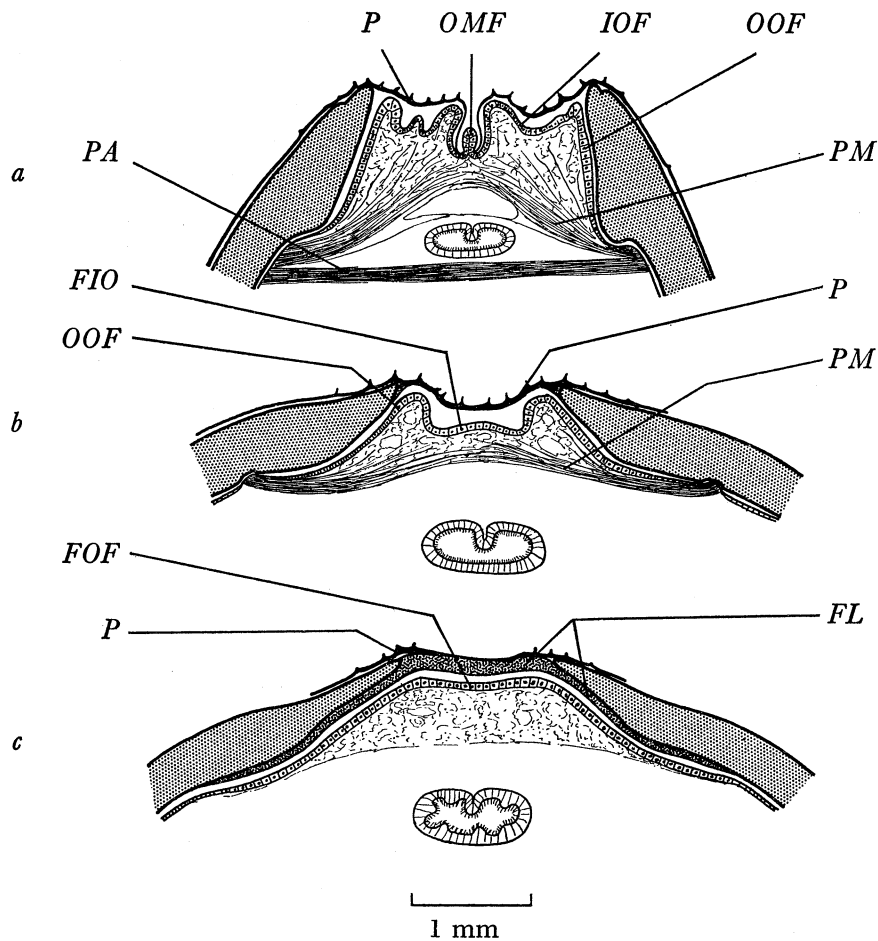 P OMF IOF OOF
a PA PM
FIO P
OOF PM
b
FOF FL
P
c
1 mm